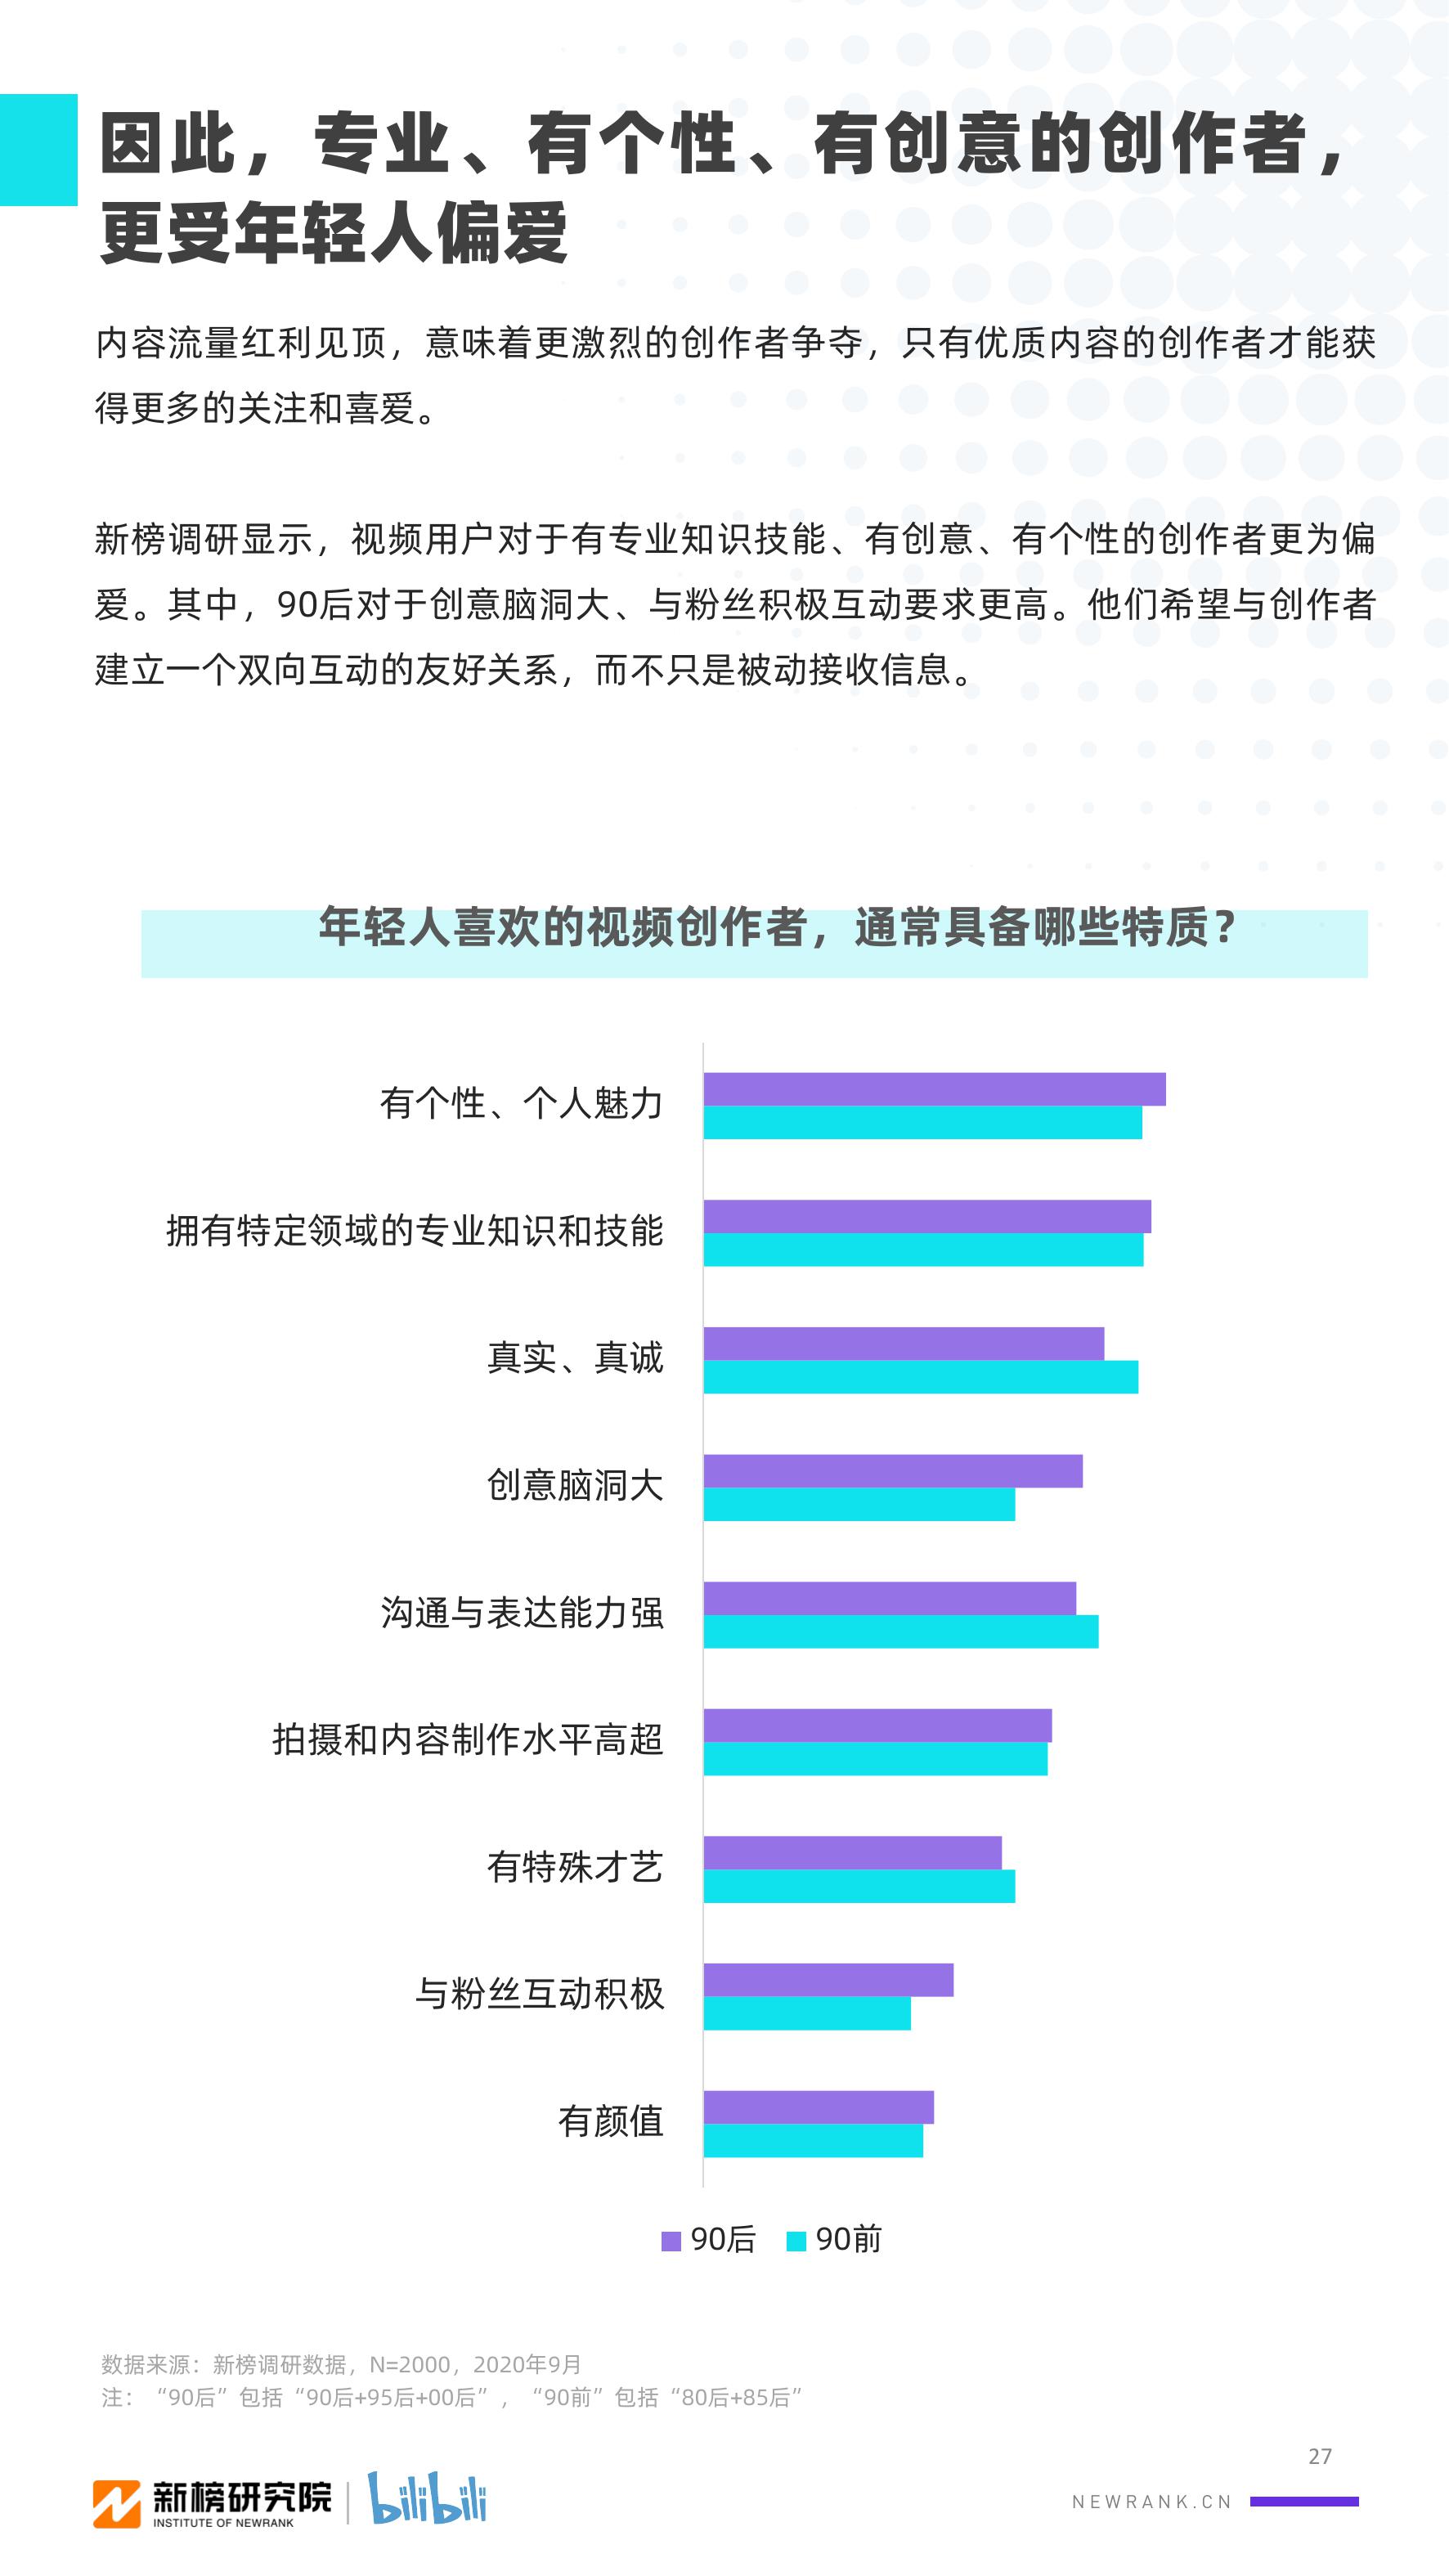 因此，专业、有个性、有创意的创作者，
更受年轻人偏爱
内容流量红利见顶，意味着更激烈的创作者争夺，只有优质内容的创作者才能获
得更多的关注和喜爱。
新榜调研显示，视频用户对于有专业知识技能、有创意、有个性的创作者更为偏
爱。其中，90后对于创意脑洞大、与粉丝积极互动要求更高。他们希望与创作者
建立一个双向互动的友好关系，而不只是被动接收信息。
年轻人喜欢的视频创作者，通常具备哪些特质？
有个性、个人魅力
拥有特定领域的专业知识和技能
真实、真诚
创意脑洞大
沟通与表达能力强
拍摄和内容制作水平高超
有特殊才艺
与粉丝互动积极
有颜值
90后 90前
数据来源：新榜调研数据，N=2000，2020年9月
注：“90后”包括“90后+95后+00后”，“90前”包括“80后+85后”
27
新榜研究院
INSTITUTE OF NEWRANK
bilibili
NEWRANK.CN